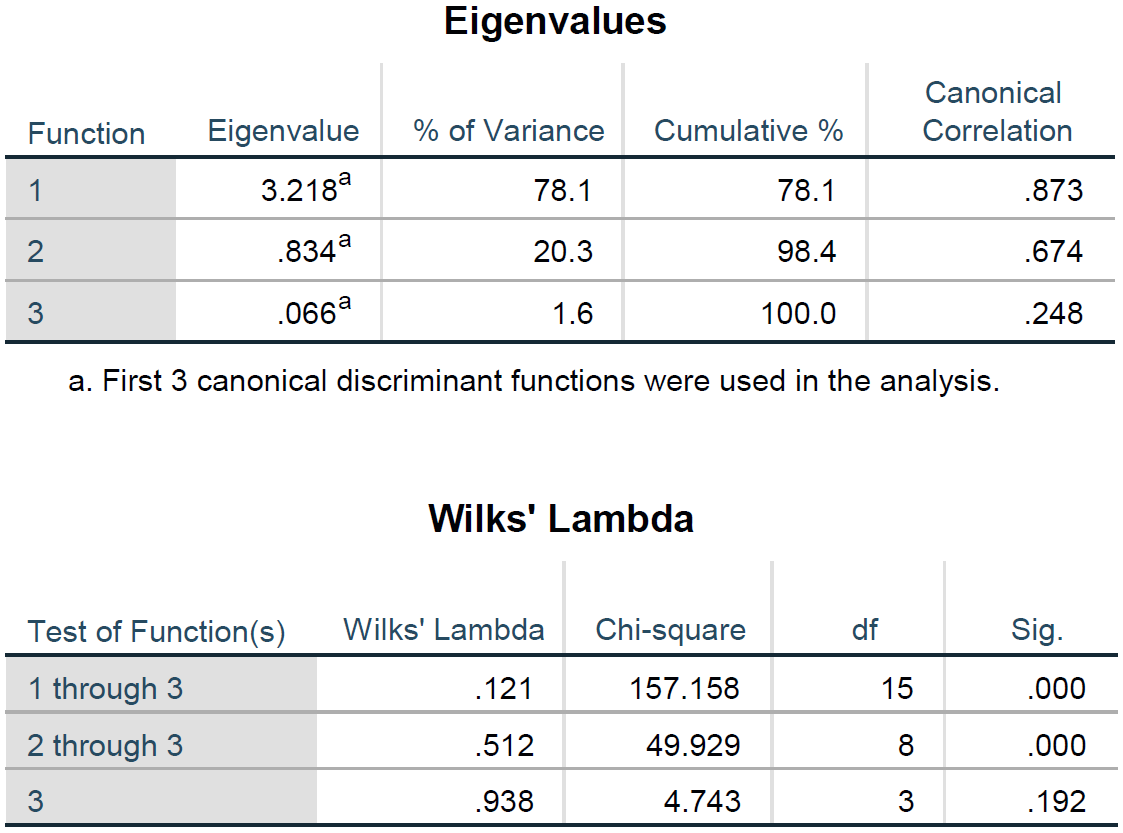 Eigenvalues
Function Eigenvalue % of Variance Cumulative % Canonical Correlation
1 3.218a 78.1 78.1 .873
2 .834a 20.3 98.4 .674
3 .066a 1.6 100.0 .248
a. First 3 canonical discriminant functions were used in the analysis.
Wilks' Lambda
Test of Function(s) Wilks' Lambda Chi-square df Sig.
1 through 3 .121 157.158 15 .000
2 through 3 .512 49.929 8 .000
3 .938 4.743 3 .192